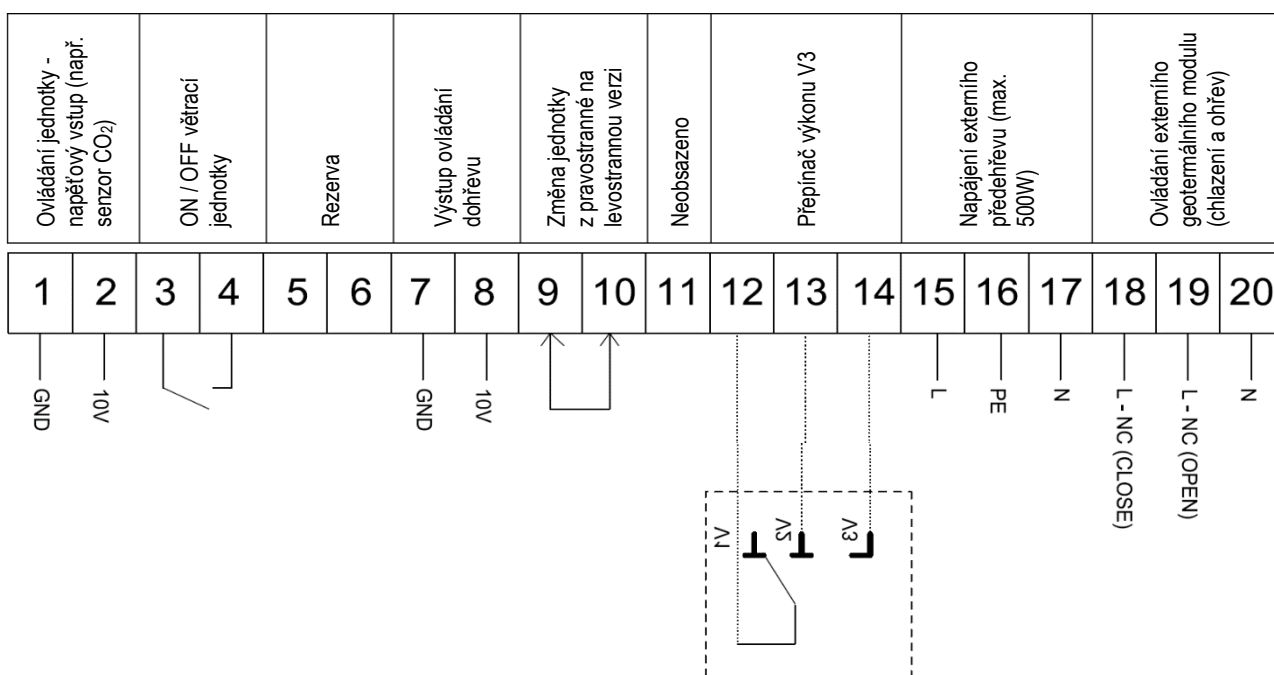 Ovládání jednotky -
napěťový vstup (např.
senzor CO₂)
ON / OFF větrací
jednotky
Rezerva
Výstup ovládání
dohřevu
Změna jednotky
z pravostranné na
levostrannou verzi
Neobsazeno
Přepínač výkonu V3
Napájení externího
předehřevu (max.
500W)
Ovládání externího
geotermálního modulu
(chlazení a ohřev)
1 2 3 4 5 6 7 8 9 10 11 12 13 14 15 16 17 18 19 20
GND
10V
GND
10V
L
PE
N
L - NC (CLOSE)
L - NC (OPEN)
N
V1
V2
V3